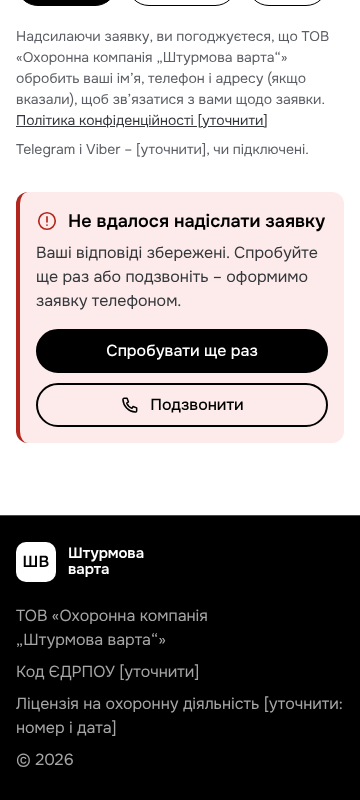 Надсилаючи заявку, ви погоджуєтеся, що ТОВ
«Охоронна компанія „Штурмова варта“»
обробить ваші імʼя, телефон і адресу (якщо
вказали), щоб звʼязатися з вами щодо заявки.
Політика конфіденційності [уточнити]
Telegram і Viber – [уточнити], чи підключені.
Не вдалося надіслати заявку
Ваші відповіді збережені. Спробуйте
ще раз або подзвоніть – оформимо
заявку телефоном.
Спробувати ще раз
Подзвонити
ШВ
Штурмова
варта
ТОВ «Охоронна компанія
„Штурмова варта“»
Код ЄДРПОУ [уточнити]
Ліцензія на охоронну діяльність [уточнити:
номер і дата]
© 2026